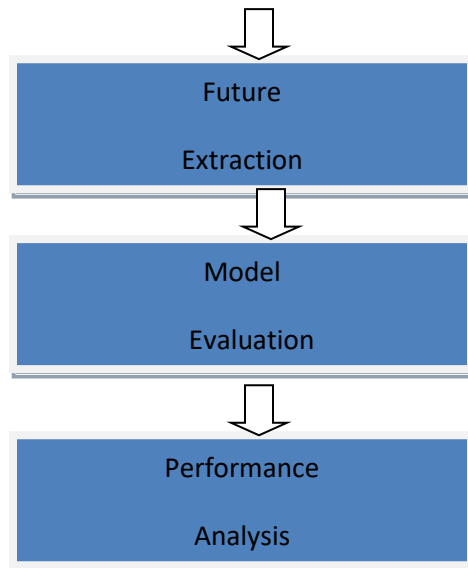 Future
Extraction
Model
Evaluation
Performance
Analysis